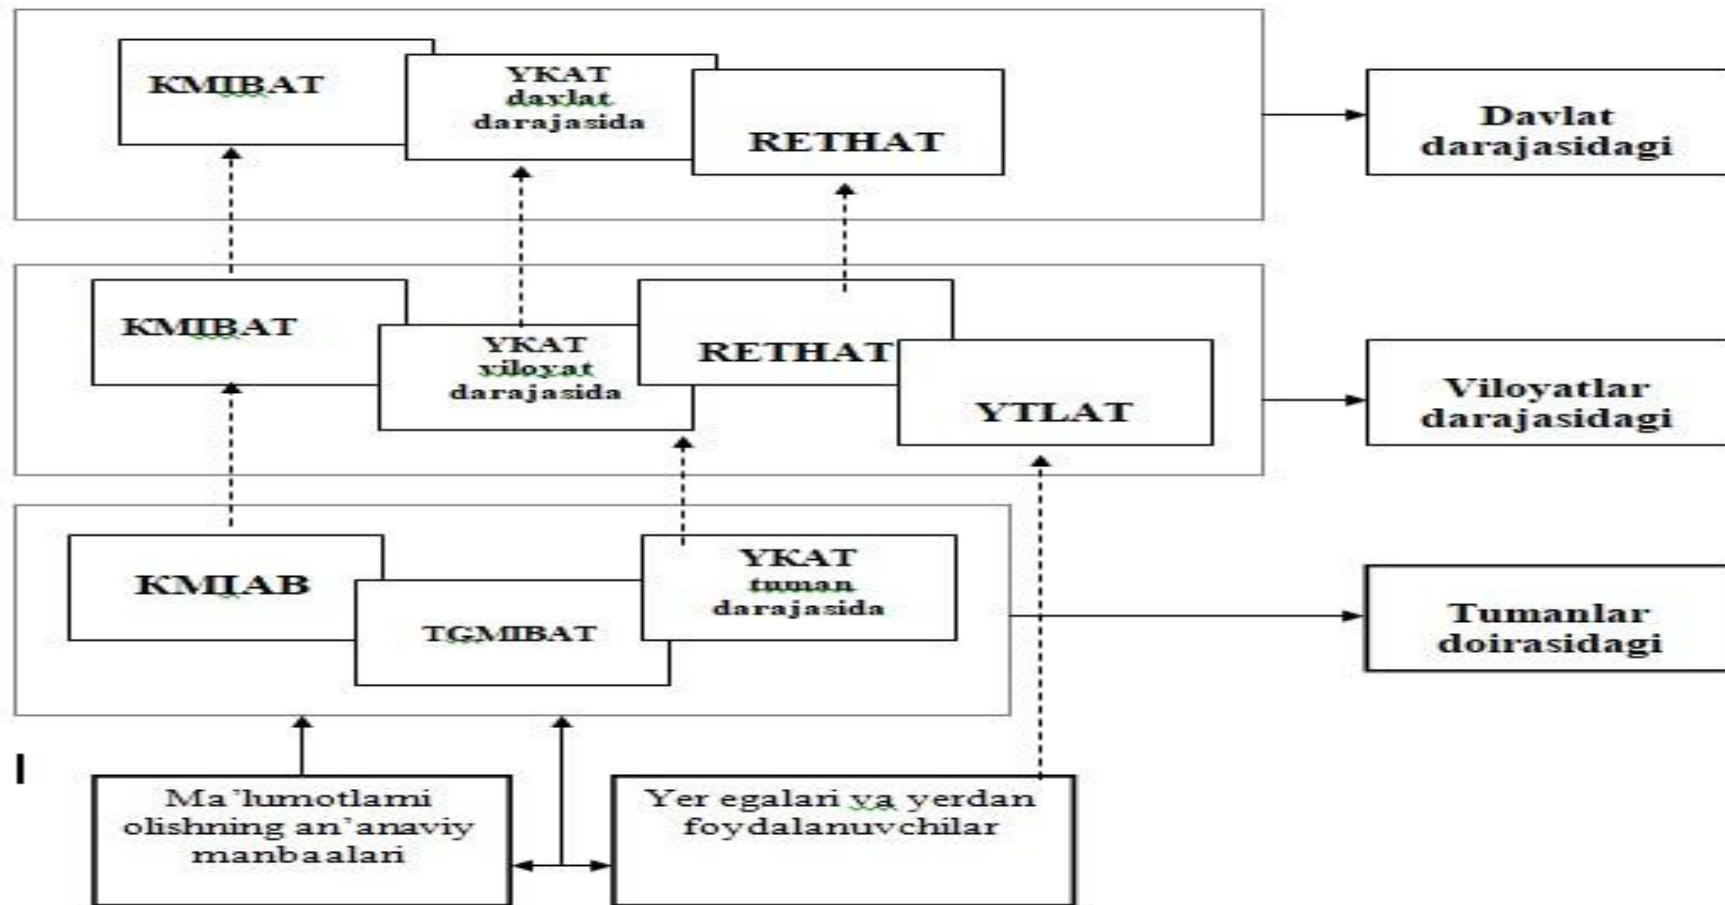 KMIBAT
YKAT
davlat
darajasida
RETHAT
Davlat
darajasidagi
KMIBAT
YKAT
viloyat
darajasida
RETHAT
YTLAT
Viloyatlar
darajasidagi
KMIAB
TGMIBAT
YKAT
tuman
darajasida
Tumanlar
doirasidagi
Ma’lumotlarni
olishning an’anaviy
manbaalari
Yer egalari va yerdan
foydalanuvchilar